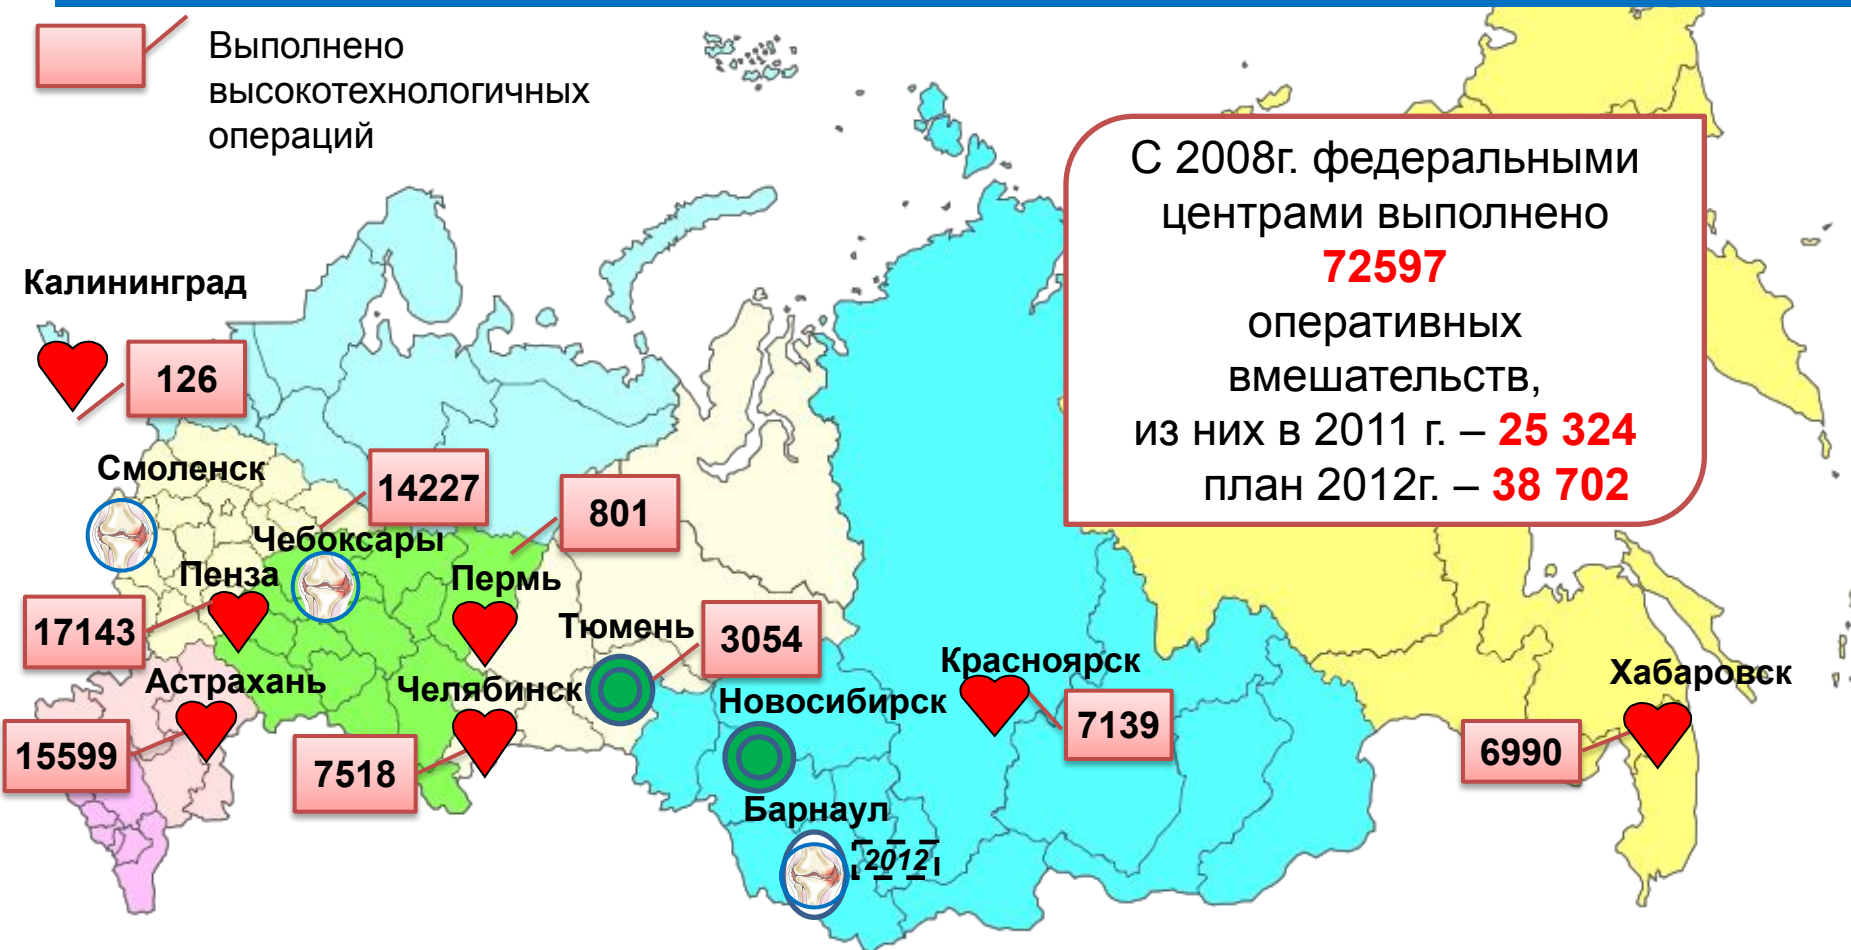 Выполнено
высокотехнологичных
операций
С 2008г. федеральными
центрами выполнено
72597
оперативных
вмешательств,
из них в 2011 г. – 25 324
план 2012г. – 38 702
Калининград
126
Смоленск
14227
801
Чебоксары
Пенза
Пермь
17143
Тюмень
3054
Красноярск
Хабаровск
Астрахань
Челябинск
Новосибирск
7139
15599
7518
6990
Барнаул
2012